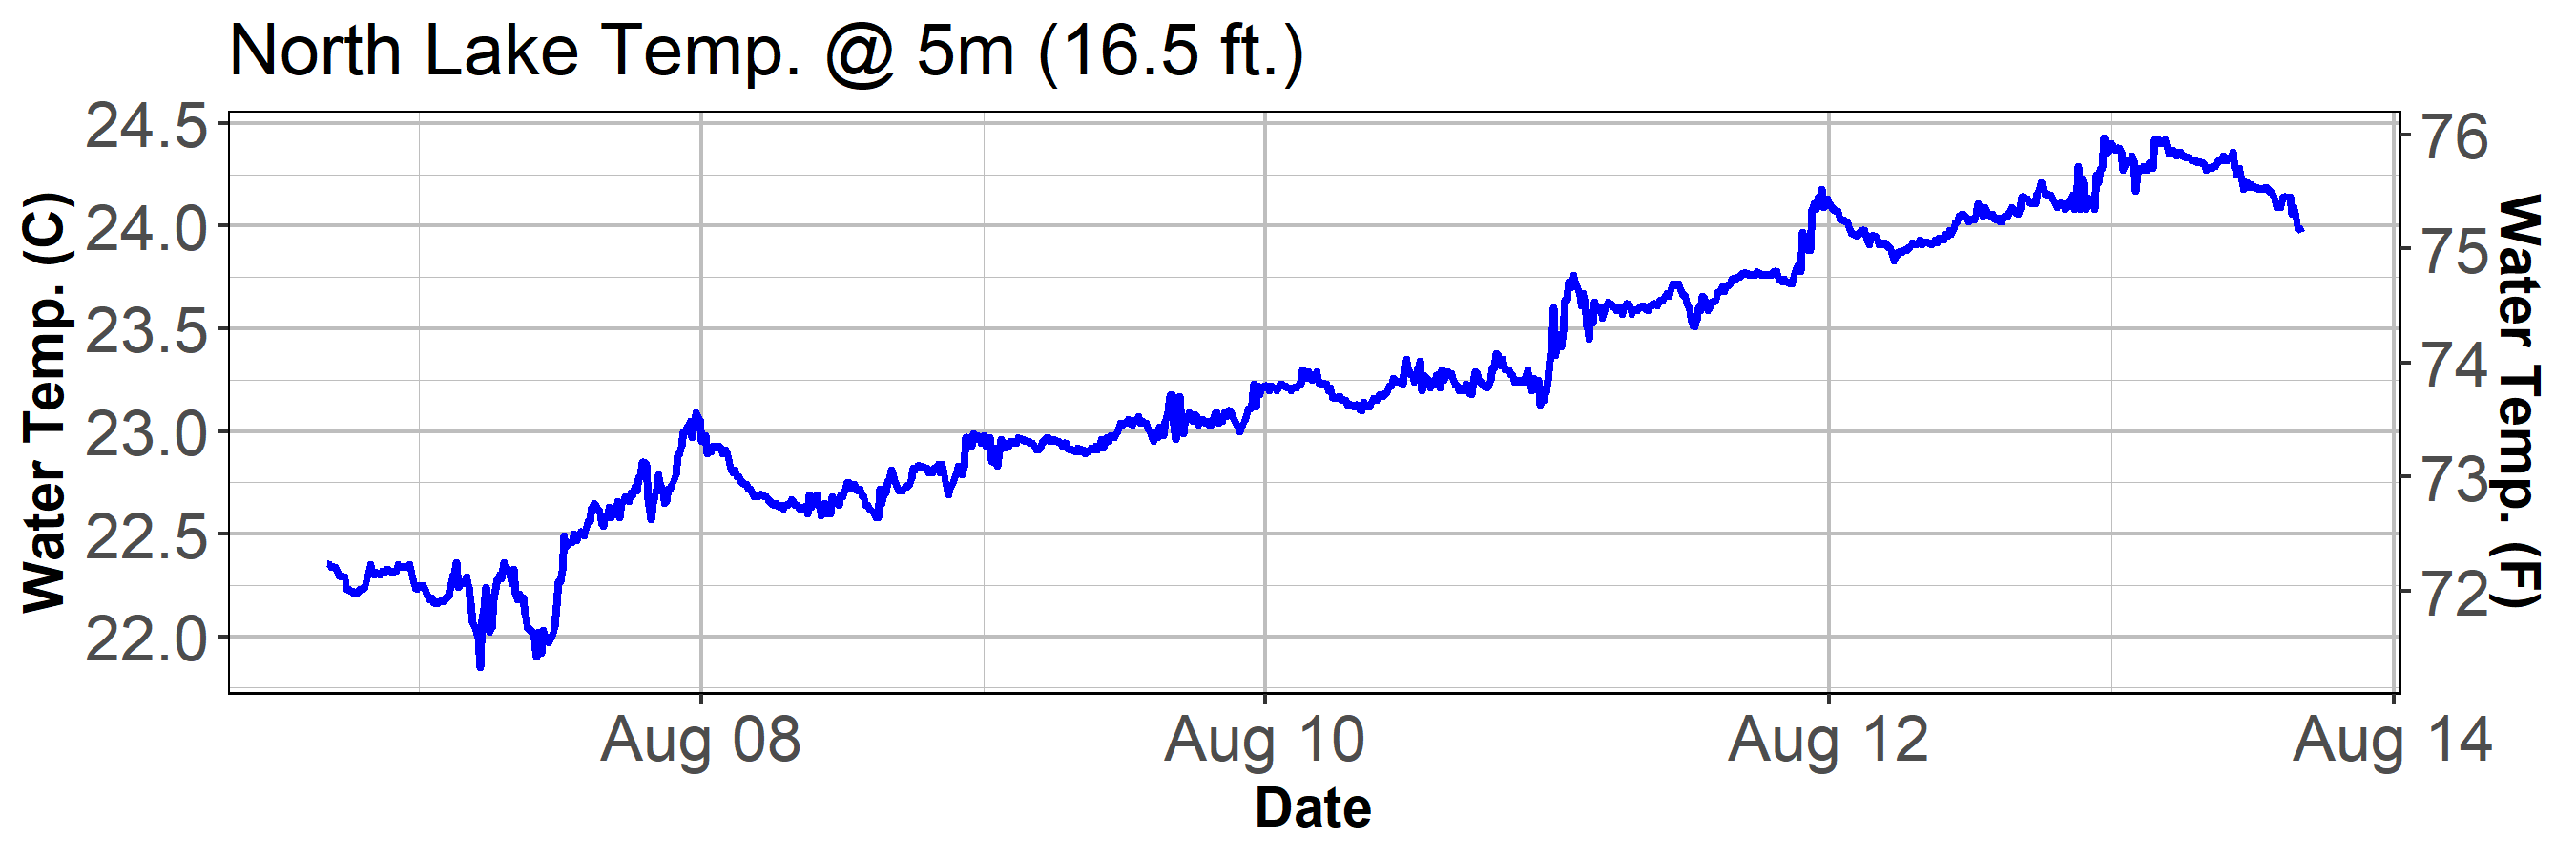 North Lake Temp. @ 5m (16.5 ft.)
Water Temp. (C)
24.5
24.0
23.5
23.0
22.5
22.0
76
75
74
73
72
Water Temp. (F)
Aug 08 Aug 10 Aug 12 Aug 14
Date